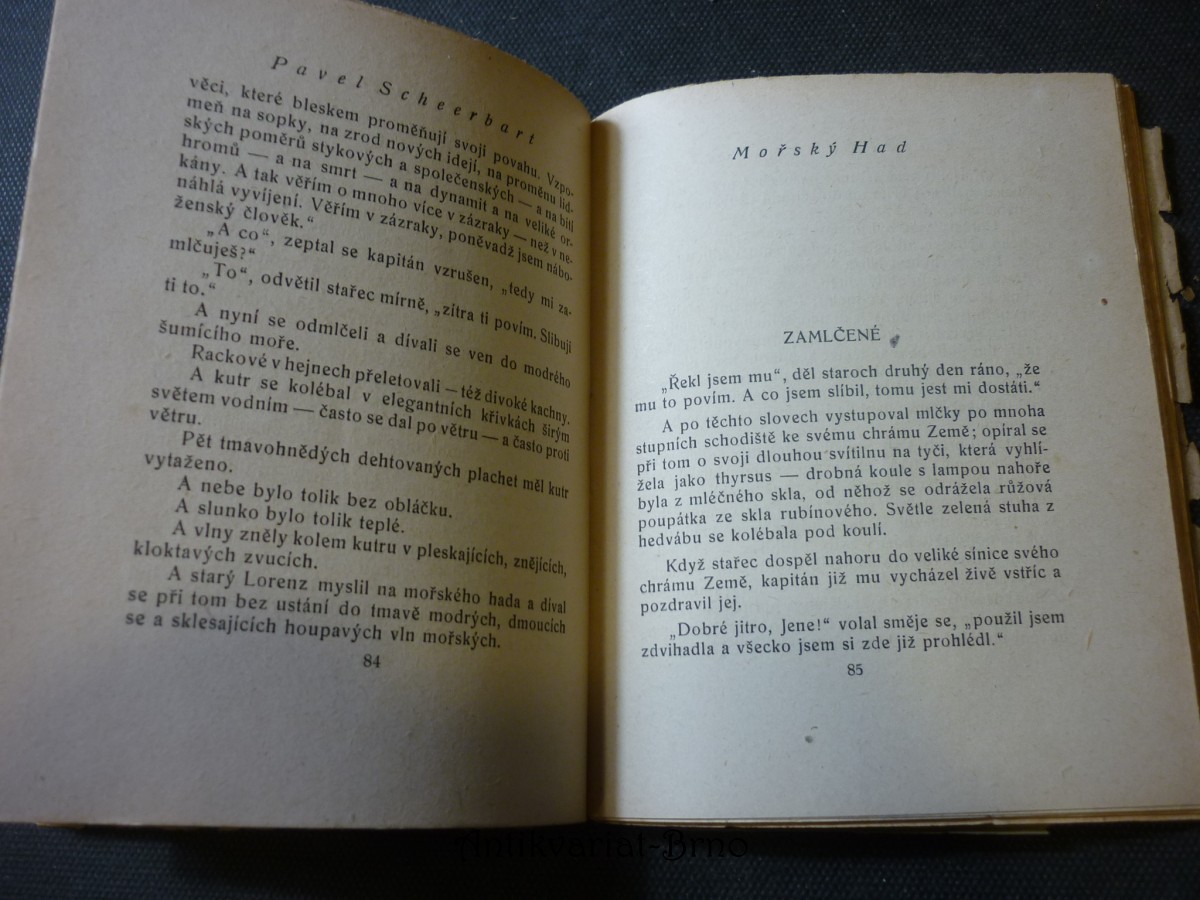 Pavel Scheerbart
věci, které bleskem proměňují svoji povahu. Vzpo-
meň na sopky, na zrod nových idejí, na proměnu lid-
ských poměrů stykových a společenských — a na bití
hromů — a na smrt — a na dynamit a na veliké or-
kány. A tak věřím o mnoho více v zázraky — než v ne-
náhlá vyvíjení. Věřím v zázraky, poněvadž jsem nábo-
ženský člověk.“
„A co“, zeptal se kapitán vzrušen, „tedy mi za-
mlčuješ?“
„To“, odvětil stařec mírně, „zítra ti povím. Slibuji
ti to.“
A nyní se odmlčeli a dívali se ven do modrého
šumícího moře.
Rackové v hejnech přeletovali — též divoké kachny.
A kutr se kolébal v elegantních křivkách širým
světem vodním — často se dal po větru — a často proti
větru.
Pět tmavohnědých dehtovaných plachet měl kutr
vytaženo.
A nebe bylo tolik bez obláčku.
A slunko bylo tolik teplé.
A vlny zněly kolem kutru v pleskajících, znějících,
kloktavých zvucích.
A starý Lorenz myslil na mořského hada a díval
se při tom bez ustání do tmavě modrých, dmoucích
se a sklesajících houpavých vln mořských.
84
Mořský Had
ZAMLČENÉ
„Řekl jsem mu“, děl staroch druhý den ráno, „že
mu to povím. A co jsem slíbil, tomu jest mi dostáti.“
A po těchto slovech vystupoval mlčky po mnoha
stupních schodiště ke svému chrámu Země; opíral se
při tom o svoji dlouhou svítilnu na tyči, která vyhlí-
žela jako thyrsus — drobná koule s lampou nahoře
byla z mléčného skla, od něhož se odrážela růžová
poupátka ze skla rubínového. Světle zelená stuha z
hedvábu se kolébala pod koulí.
Když stařec dospěl nahoru do veliké sínice svého
chrámu Země, kapitán již mu vycházel živě vstříc a
pozdravil jej.
„Dobré jitro, Jene!“ volal směje se, „použil jsem
zdvihadla a všecko jsem si zde již prohlédl.“
85
Antikvariat-Brno